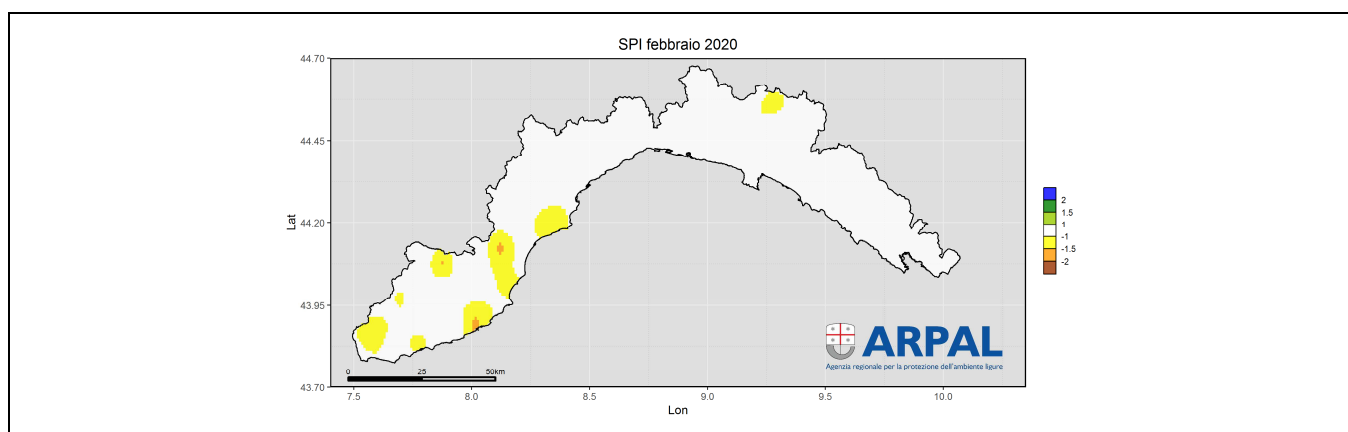 SPI febbraio 2020
44.70
44.45
44.20
43.95
43.70
Lat
2
1.5
1
-1
-1.5
-2
ARPAL
Agenzia regionale per la protezione dell'ambiente ligure
0 25 50km
7.5 8.0 8.5 9.0 9.5 10.0
Lon